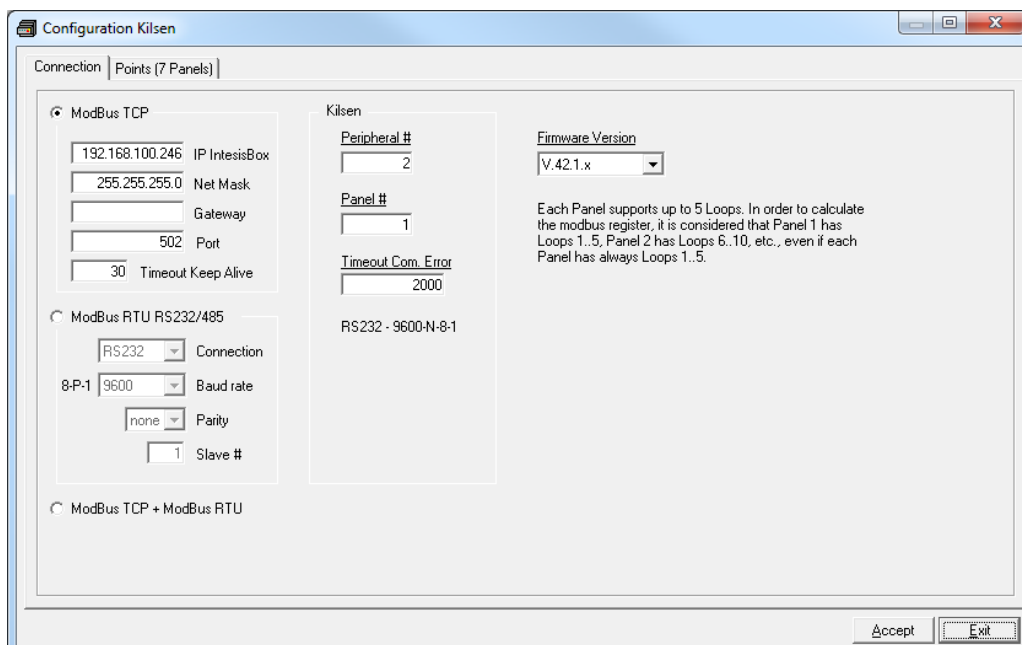 Configuration Kilsen
Connection
Points (7 Panels)
ModBus TCP
192.168.100.246 IP IntesisBox
255.255.255.0 Net Mask
Gateway
502 Port
30 Timeout Keep Alive
ModBus RTU RS232/485
RS232 Connection
8-P-1 9600 Baud rate
none Parity
1 Slave #
ModBus TCP + ModBus RTU
Kilsen
Peripheral #
2
Panel #
1
Timeout Com. Error
2000
RS232 - 9600-N-8-1
Firmware Version
V.42.1.x
Each Panel supports up to 5 Loops. In order to calculate
the modbus register, it is considered that Panel 1 has
Loops 1..5, Panel 2 has Loops 6..10, etc., even if each
Panel has always Loops 1..5.
Accept
Exit